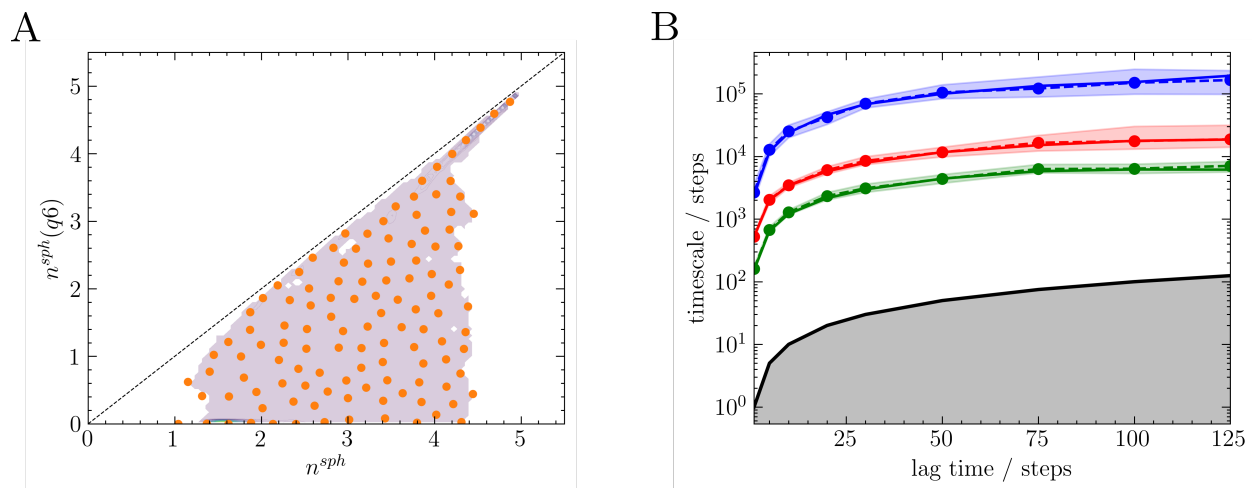 A
5
4
3
2
1
0
n^{sph}(q6)
0 1 2 3 4 5
n^{sph}
B
10^5
10^4
10^3
10^2
10^1
10^0
timescale / steps
25 50 75 100 125
lag time / steps